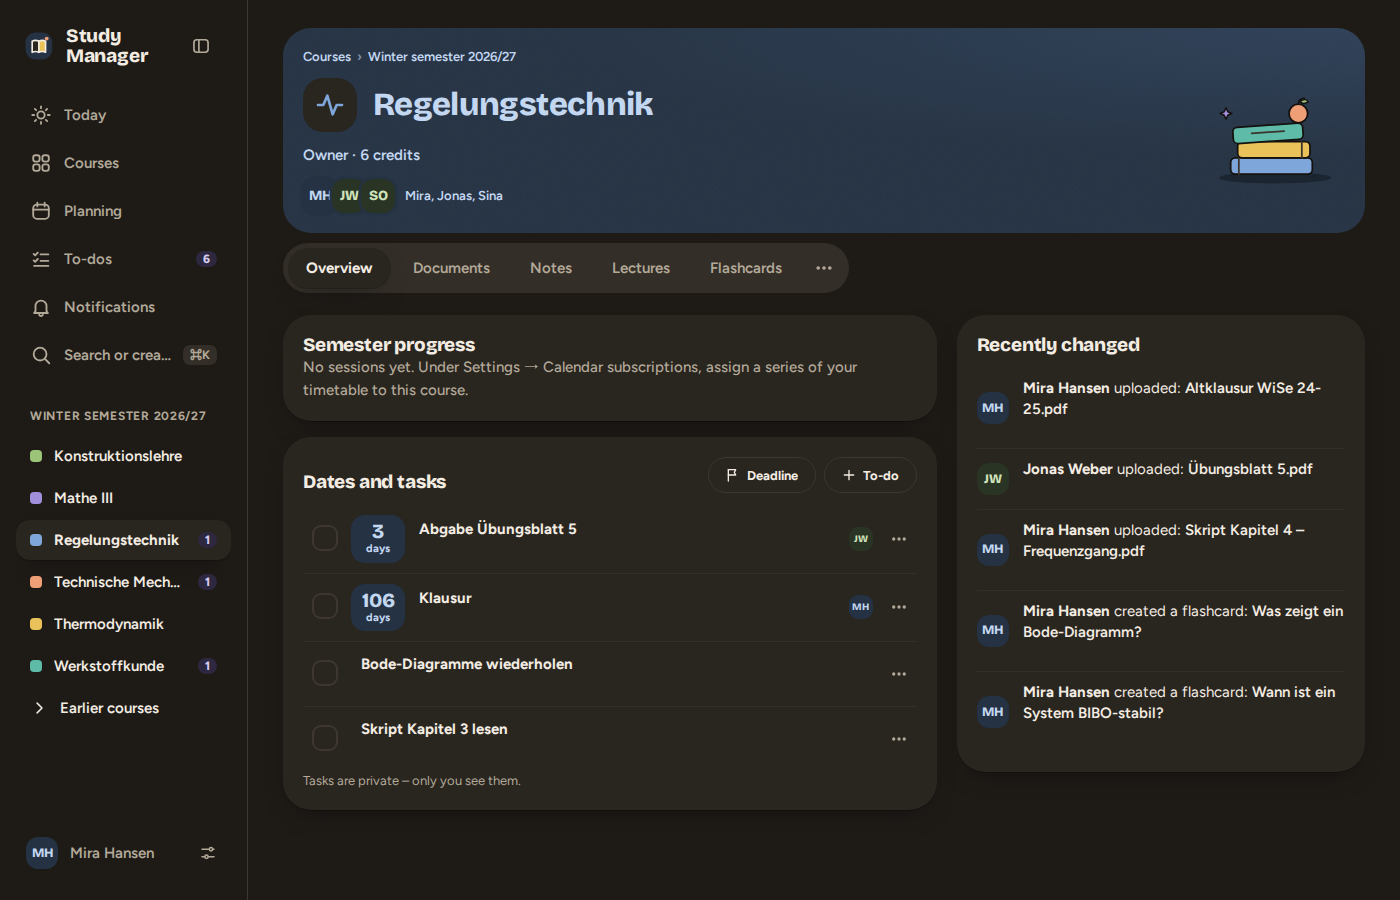 Study
Manager
Today
Courses
Planning
To-dos 6
Notifications
Search or crea... ⌘K
WINTER SEMESTER 2026/27
Konstruktionslehre
Mathe III
Regelungstechnik 1
Technische Mech... 1
Thermodynamik
Werkstoffkunde 1
Earlier courses
MH Mira Hansen
Courses › Winter semester 2026/27
Regelungstechnik
Owner · 6 credits
MH JW SO Mira, Jonas, Sina
Overview Documents Notes Lectures Flashcards
Semester progress
No sessions yet. Under Settings → Calendar subscriptions, assign a series of your
timetable to this course.
Dates and tasks
Deadline
To-do
3
days
Abgabe Übungsblatt 5
JW
106
days
Klausur
MH
Bode-Diagramme wiederholen
Skript Kapitel 3 lesen
Tasks are private – only you see them.
Recently changed
MH
Mira Hansen uploaded: Altklausur WiSe 24-
25.pdf
JW
Jonas Weber uploaded: Übungsblatt 5.pdf
MH
Mira Hansen uploaded: Skript Kapitel 4 –
Frequenzgang.pdf
MH
Mira Hansen created a flashcard: Was zeigt ein
Bode-Diagramm?
MH
Mira Hansen created a flashcard: Wann ist ein
System BIBO-stabil?